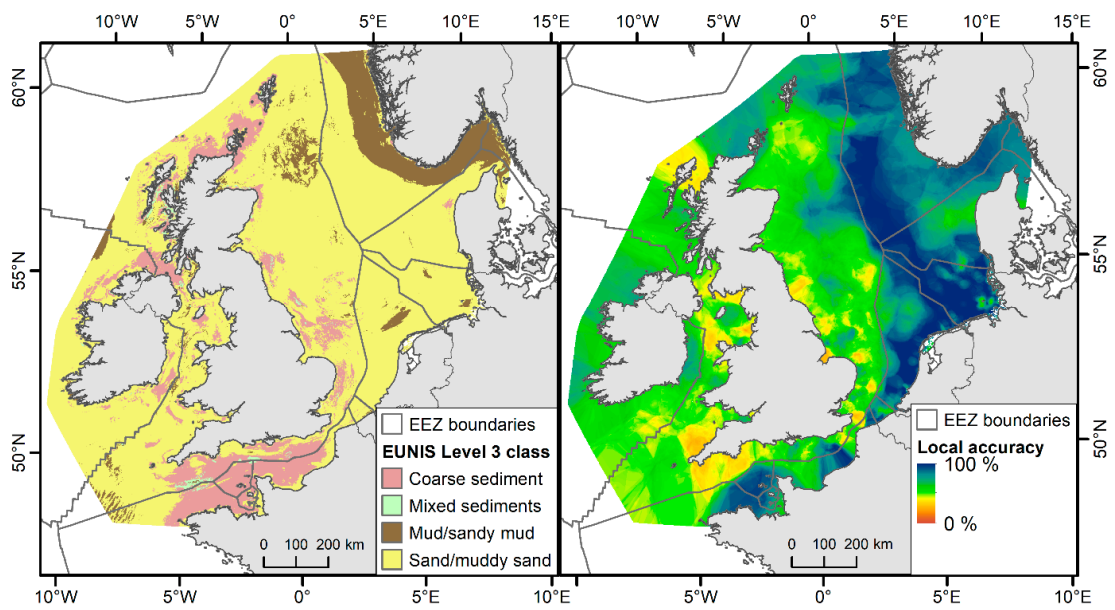 10°W 5°W 0° 5°E 10°E 15°E
10°W 5°W 0° 5°E 10°E 15°E
60°N
55°N
50°N
EEZ boundaries
EUNIS Level 3 class
Coarse sediment
Mixed sediments
Mud/sandy mud
Sand/muddy sand
0 100 200 km
10°W 5°W 0° 5°E 10°E
EEZ boundaries
Local accuracy
100 %
0 %
0 100 200 km
5°W 0° 5°E 10°E
60°N
55°N
50°N